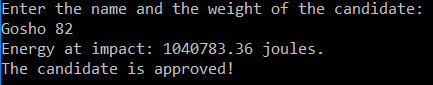 Enter the name and the weight of the candidate:
Gosho 82
Energy at impact: 1040783.36 joules.
The candidate is approved!